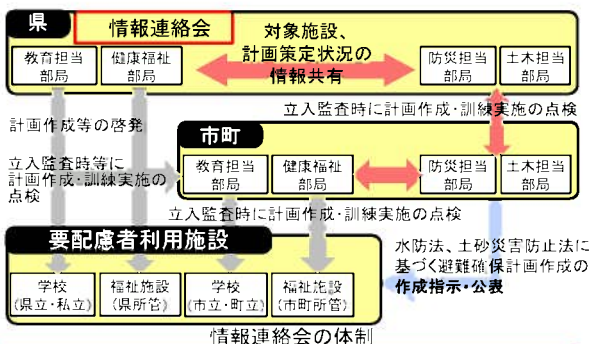 県
情報連絡会
対象施設、
計画策定状況の
情報共有
教育担当
部局
健康福祉
部局
防災担当
部局
土木担当
部局
計画作成等の啓発
立入監査時に計画作成・訓練実施の点検
市町
立入監査時等に
計画作成・訓練実施の
点検
教育担当
部局
健康福祉
部局
防災担当
部局
土木担当
部局
立入監査時に計画作成・訓練実施の点検
要配慮者利用施設
学校
(県立・私立)
福祉施設
(県所管)
学校
(市立・町立)
福祉施設
(市町所管)
水防法、土砂災害防止法に
基づく避難確保計画作成の
作成指示・公表
情報連絡会の体制